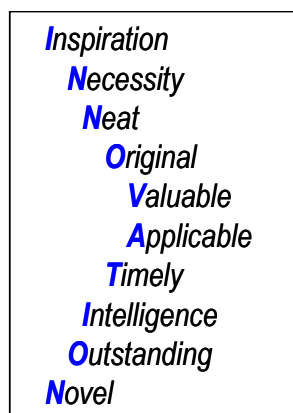 Inspiration
Necessity
Neat
Original
Valuable
Applicable
Timely
Intelligence
Outstanding
Novel